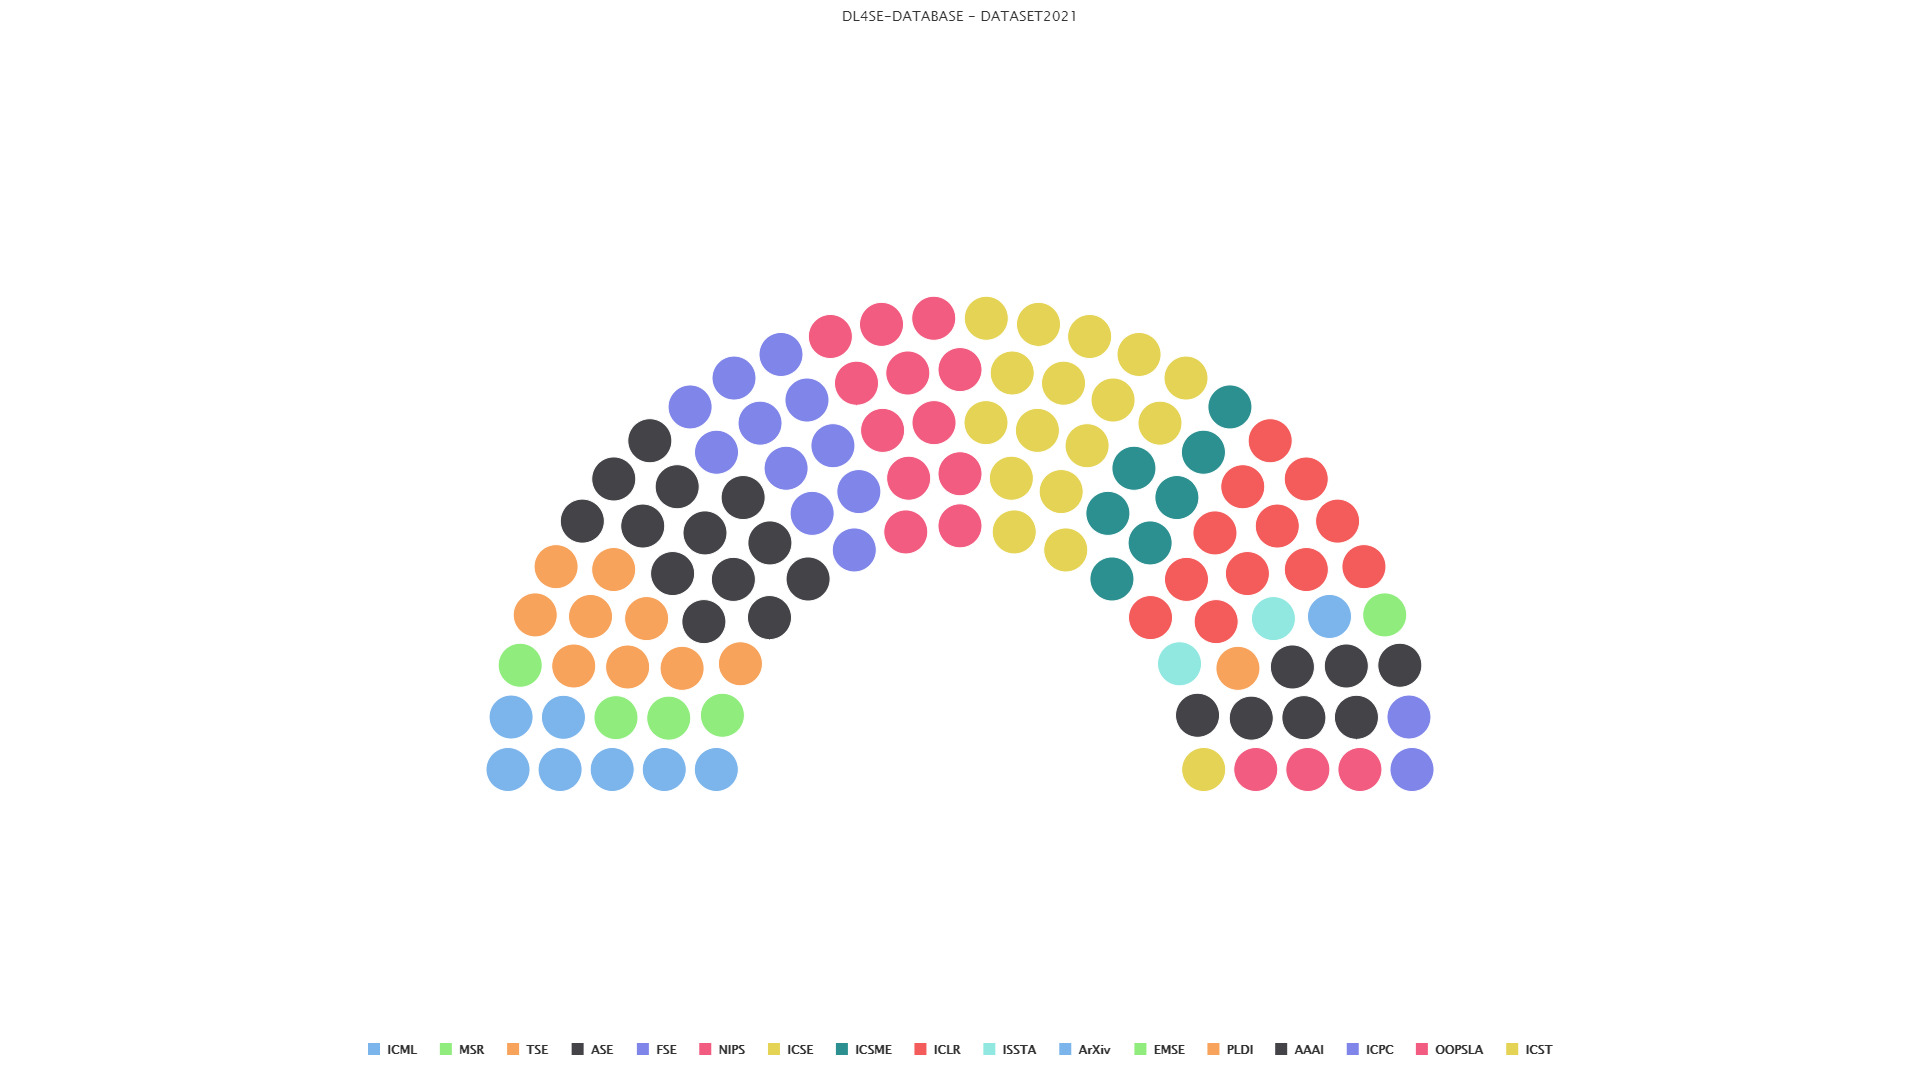 DL4SE-DATABASE - DATASET2021
ICML MSR TSE ASE FSE NIPS ICSE ICSME ICLR ISSTA ArXiv EMSE PLDI AAAI ICPC OOPSLA ICST